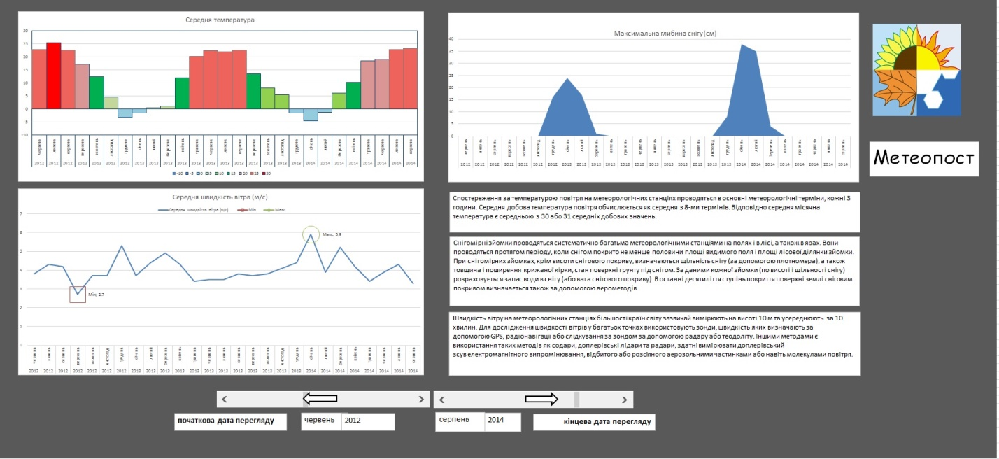 Середня температура
30
25
20
15
10
5
0
-5
-10
червень липень серпень вересень жовтень листопад грудень січень лютий березень квітень травень червень липень серпень вересень жовтень листопад грудень січень лютий березень квітень травень червень липень серпень
2012 2012 2012 2012 2012 2012 2012 2013 2013 2013 2013 2013 2013 2013 2013 2013 2013 2013 2013 2014 2014 2014 2014 2014 2014 2014 2014
-10 -5 0 5 10 15 20 25 30
Максимальна глибина снігу(см)
40
35
30
25
20
15
10
5
0
червень липень серпень вересень жовтень листопад грудень січень лютий березень квітень травень червень липень серпень вересень жовтень листопад грудень січень лютий березень квітень травень червень липень серпень
2012 2012 2012 2012 2012 2012 2012 2013 2013 2013 2013 2013 2013 2013 2013 2013 2013 2013 2013 2014 2014 2014 2014 2014 2014 2014 2014
Метеопост
Середня швидкість вітра (м/с)
Середня швидкість вітра (м/с) Мін Макс
7
6
5
4
3
2
1
0
Макс; 5,9
Мін; 2,7
червень липень серпень вересень жовтень листопад грудень січень лютий березень квітень травень червень липень серпень вересень жовтень листопад грудень січень лютий березень квітень травень червень липень серпень
2012 2012 2012 2012 2012 2012 2012 2013 2013 2013 2013 2013 2013 2013 2013 2013 2013 2013 2013 2014 2014 2014 2014 2014 2014 2014 2014
Спостереження за температурою повітря на метеорологічних станціях проводяться в основні метеорологічні терміни, кожні 3
години. Середня добова температура повітря обчислюється як середня з 8-ми термінів. Відповідно середня місячна
температура є середньою з 30 або 31 середніх добових значень.
Снігомірні зйомки проводяться систематично багатьма метеорологічними станціями на полях і в лісі, а також в ярах. Вони
проводяться протягом періоду, коли снігом покрито не менше половини площі видимого поля і площі лісової ділянки зйомки.
При снігомірних зйомках, крім висоти снігового покриву, визначаються щільність снігу (за допомогою плотномера), а також
товщина і поширення крижаної кірки, стан поверхні грунту під снігом. За даними кожної зйомки (по висоті і щільності снігу)
розраховується запас води в снігу (або вага снігового покриву). В останні десятиліття ступінь покриття поверхні землі сніговим
покривом визначається також за допомогою аерометодів.
Швидкість вітру на метеорологічних станціях більшості країн світу зазвичай вимірюють на висоті 10 м та усереднюють за 10
хвилин. Для дослідження швидкості вітрів у багатьох точках використовують зонди, швидкість яких визначають за
допомогою GPS, радіонавігації або слідкування за зондом за допомогою радару або теодоліту. Іншими методами є
використання таких методів як содари, доплерівські лідари та радари, здатні вимірювати доплерівський
зсув електромагнітного випромінювання, відбитого або розсіяного аерозольними частинками або навіть молекулами повітря.
початкова дата перегляду
червень 2012
серпень 2014
кінцева дата перегляду